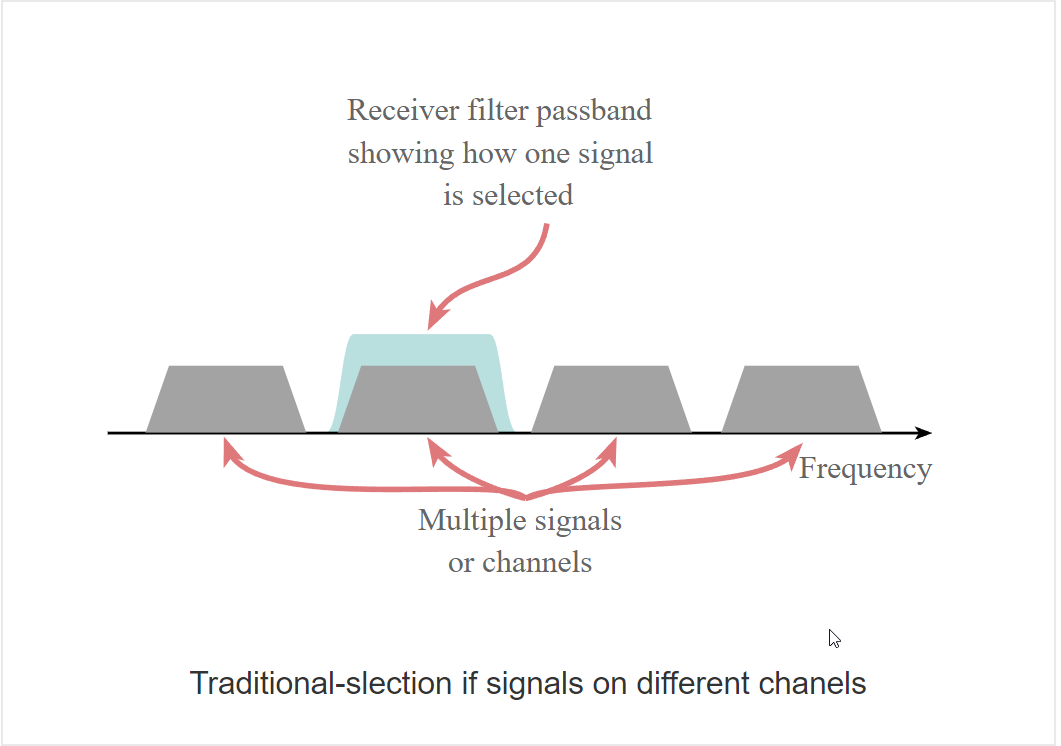 Receiver filter passband
showing how one signal
is selected
Frequency
Multiple signals
or channels
Traditional-slection if signals on different chanels